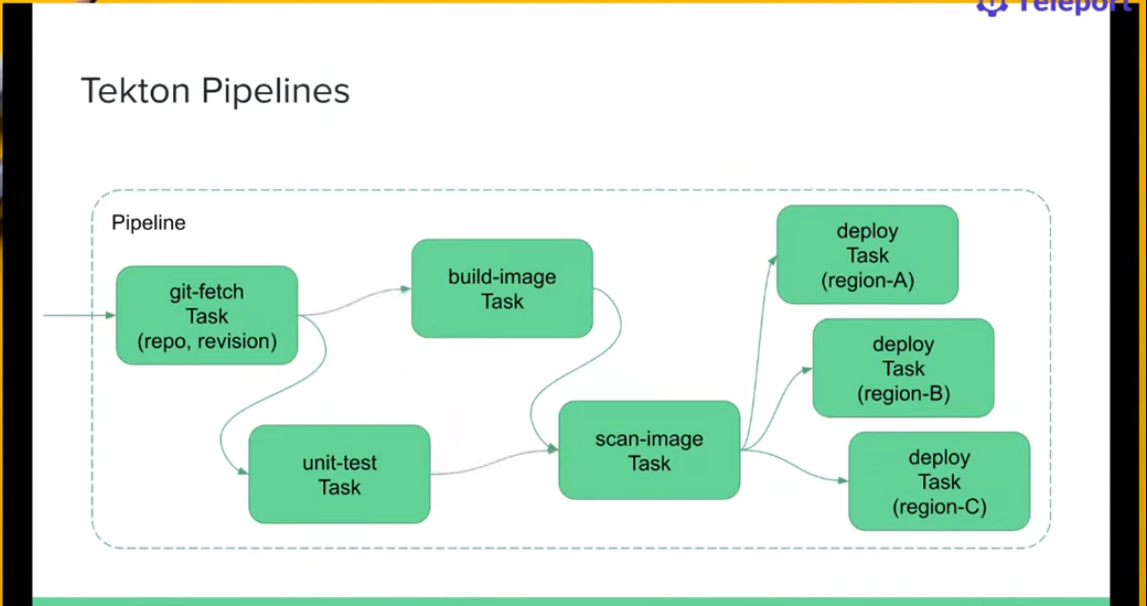 Teleport
Tekton Pipelines
Pipeline
git-fetch
Task
(repo, revision)
build-image
Task
unit-test
Task
scan-image
Task
deploy
Task
(region-A)
deploy
Task
(region-B)
deploy
Task
(region-C)